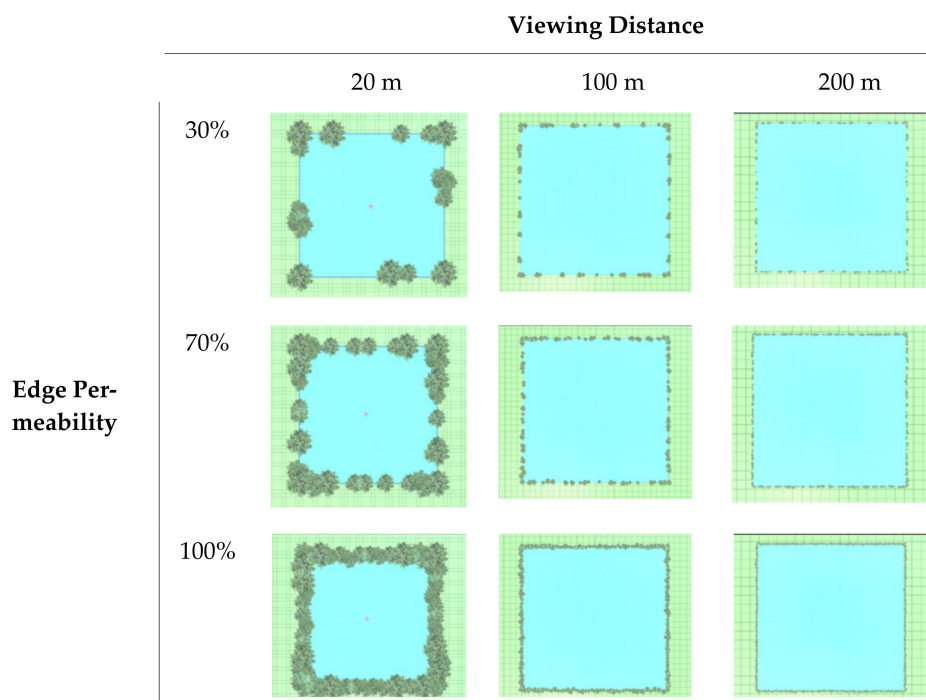 Viewing Distance
20 m 100 m 200 m
30%
70%
Edge Per-
meability
100%